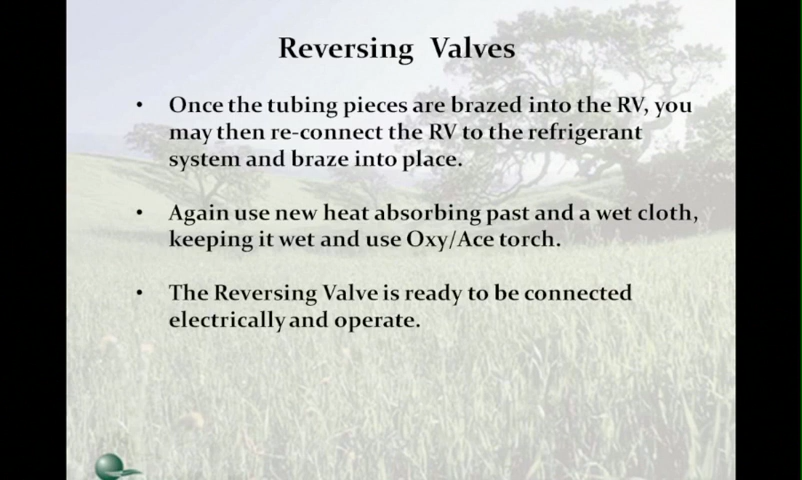 Reversing Valves
• Once the tubing pieces are brazed into the RV, you
may then re-connect the RV to the refrigerant
system and braze into place.
• Again use new heat absorbing past and a wet cloth,
keeping it wet and use Oxy/Ace torch.
• The Reversing Valve is ready to be connected
electrically and operate.